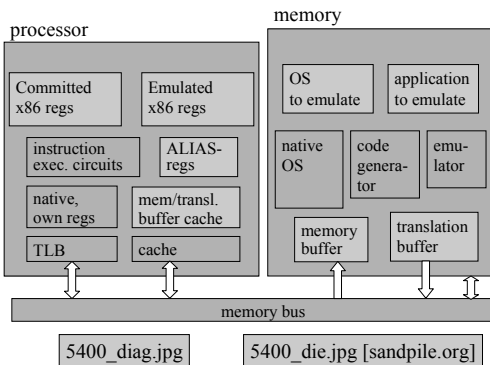 processor
Committed
x86 regs
Emulated
x86 regs
instruction
exec. circuits
ALIAS-
regs
native,
own regs
mem/transl.
buffer cache
TLB
cache
memory
OS
to emulate
application
to emulate
native
OS
code
genera-
tor
emu-
lator
memory
buffer
translation
buffer
memory bus
5400_diag.jpg
5400_die.jpg [sandpile.org]